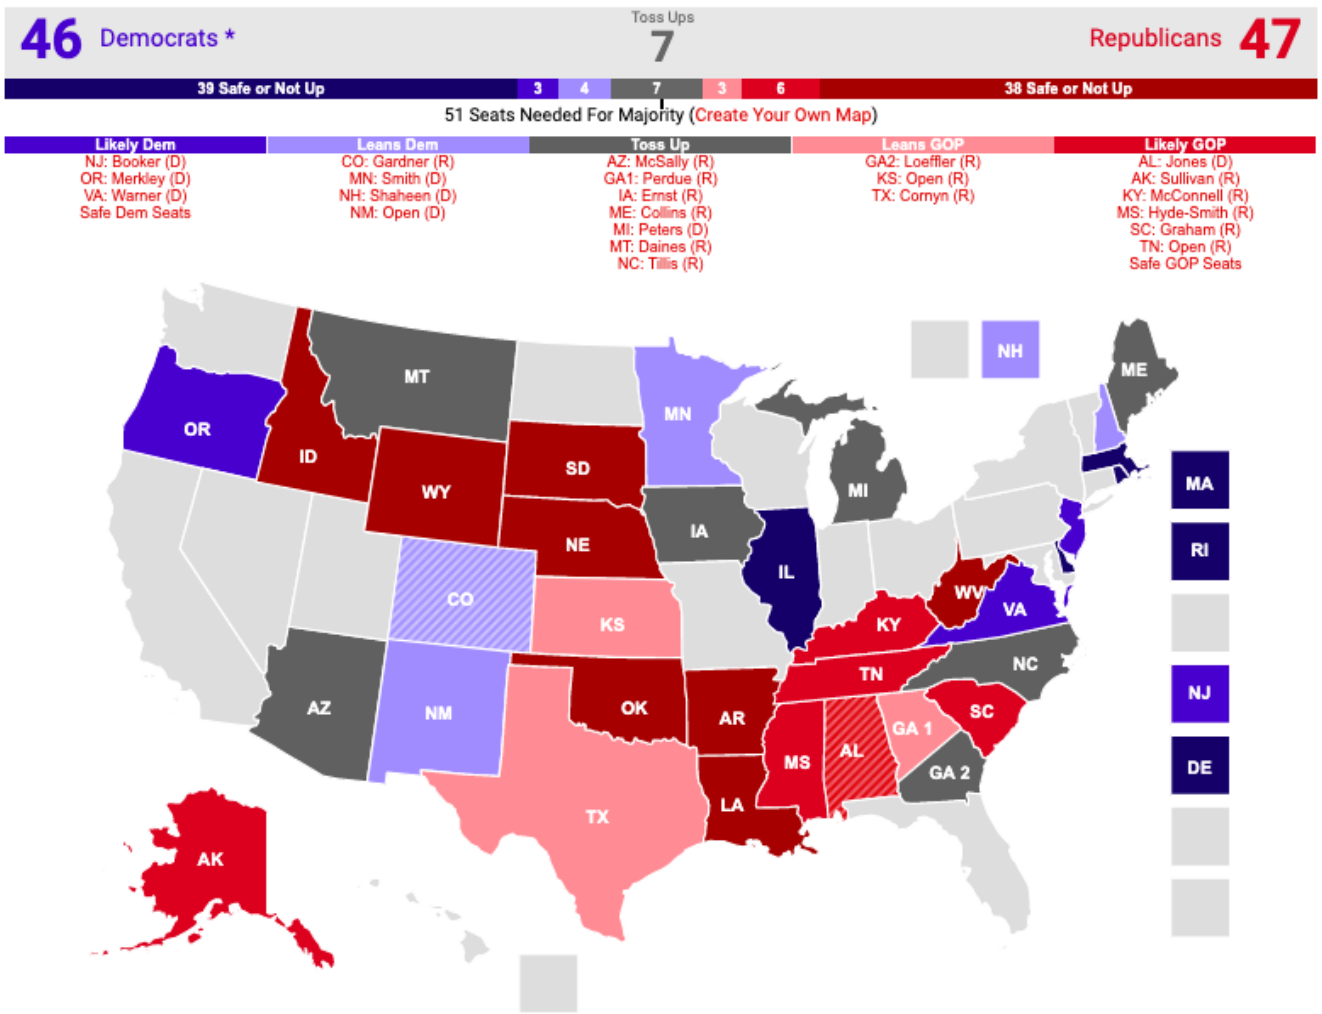 46 Democrats *
Toss Ups
7
Republicans 47
39 Safe or Not Up 3 4 7 3 6 38 Safe or Not Up
51 Seats Needed For Majority (Create Your Own Map)
Likely Dem
NJ: Booker (D)
OR: Merkley (D)
VA: Warner (D)
Safe Dem Seats
Leans Dem
CO: Gardner (R)
MN: Smith (D)
NH: Shaheen (D)
NM: Open (D)
Toss Up
AZ: McSally (R)
GA1: Perdue (R)
IA: Ernst (R)
ME: Collins (R)
MI: Peters (D)
MT: Daines (R)
NC: Tillis (R)
Leans GOP
GA2: Loeffler (R)
KS: Open (R)
TX: Cornyn (R)
Likely GOP
AL: Jones (D)
AK: Sullivan (R)
KY: McConnell (R)
MS: Hyde-Smith (R)
SC: Graham (R)
TN: Open (R)
Safe GOP Seats
NH
ME
MT
MN
OR
ID
SD
WY
MI
MA
IA
NE
RI
IL
CO
WV
VA
KS
KY
NC
TN
NJ
AZ
NM
OK
AR
SC
GA 1
MS
AL
GA 2
DE
LA
TX
AK